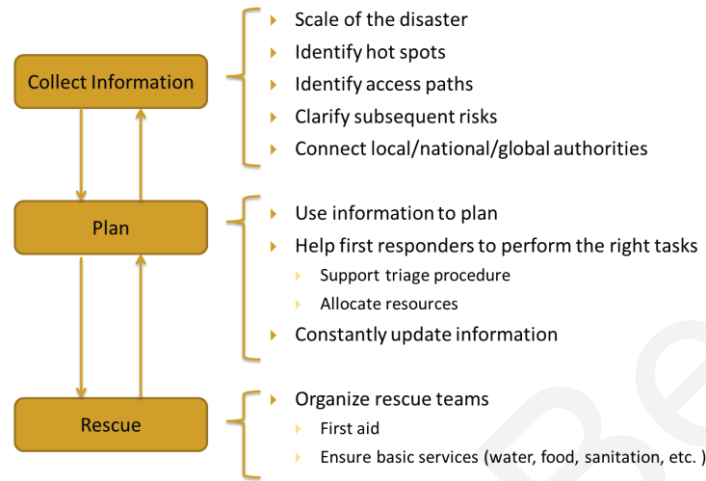 Collect Information
Scale of the disaster
Identify hot spots
Identify access paths
Clarify subsequent risks
Connect local/national/global authorities
Plan
Use information to plan
Help first responders to perform the right tasks
Support triage procedure
Allocate resources
Constantly update information
Rescue
Organize rescue teams
First aid
Ensure basic services (water, food, sanitation, etc. )
Be